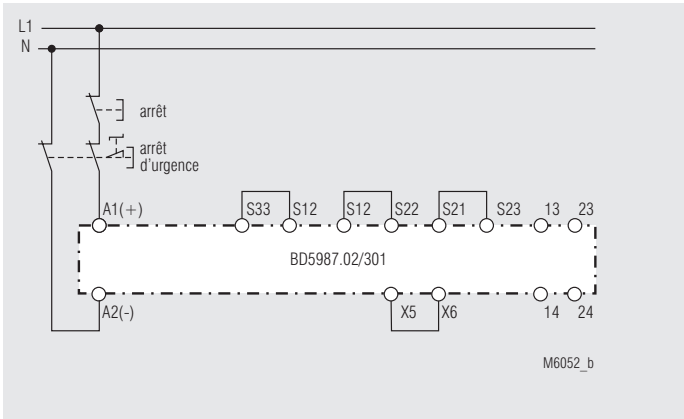 L1
N
arrêt
arrêt
d'urgence
A1(+) S33 S12 S12 S22 S21 S23 13 23
BD5987.02/301
A2(-) X5 X6 14 24
M6052_b